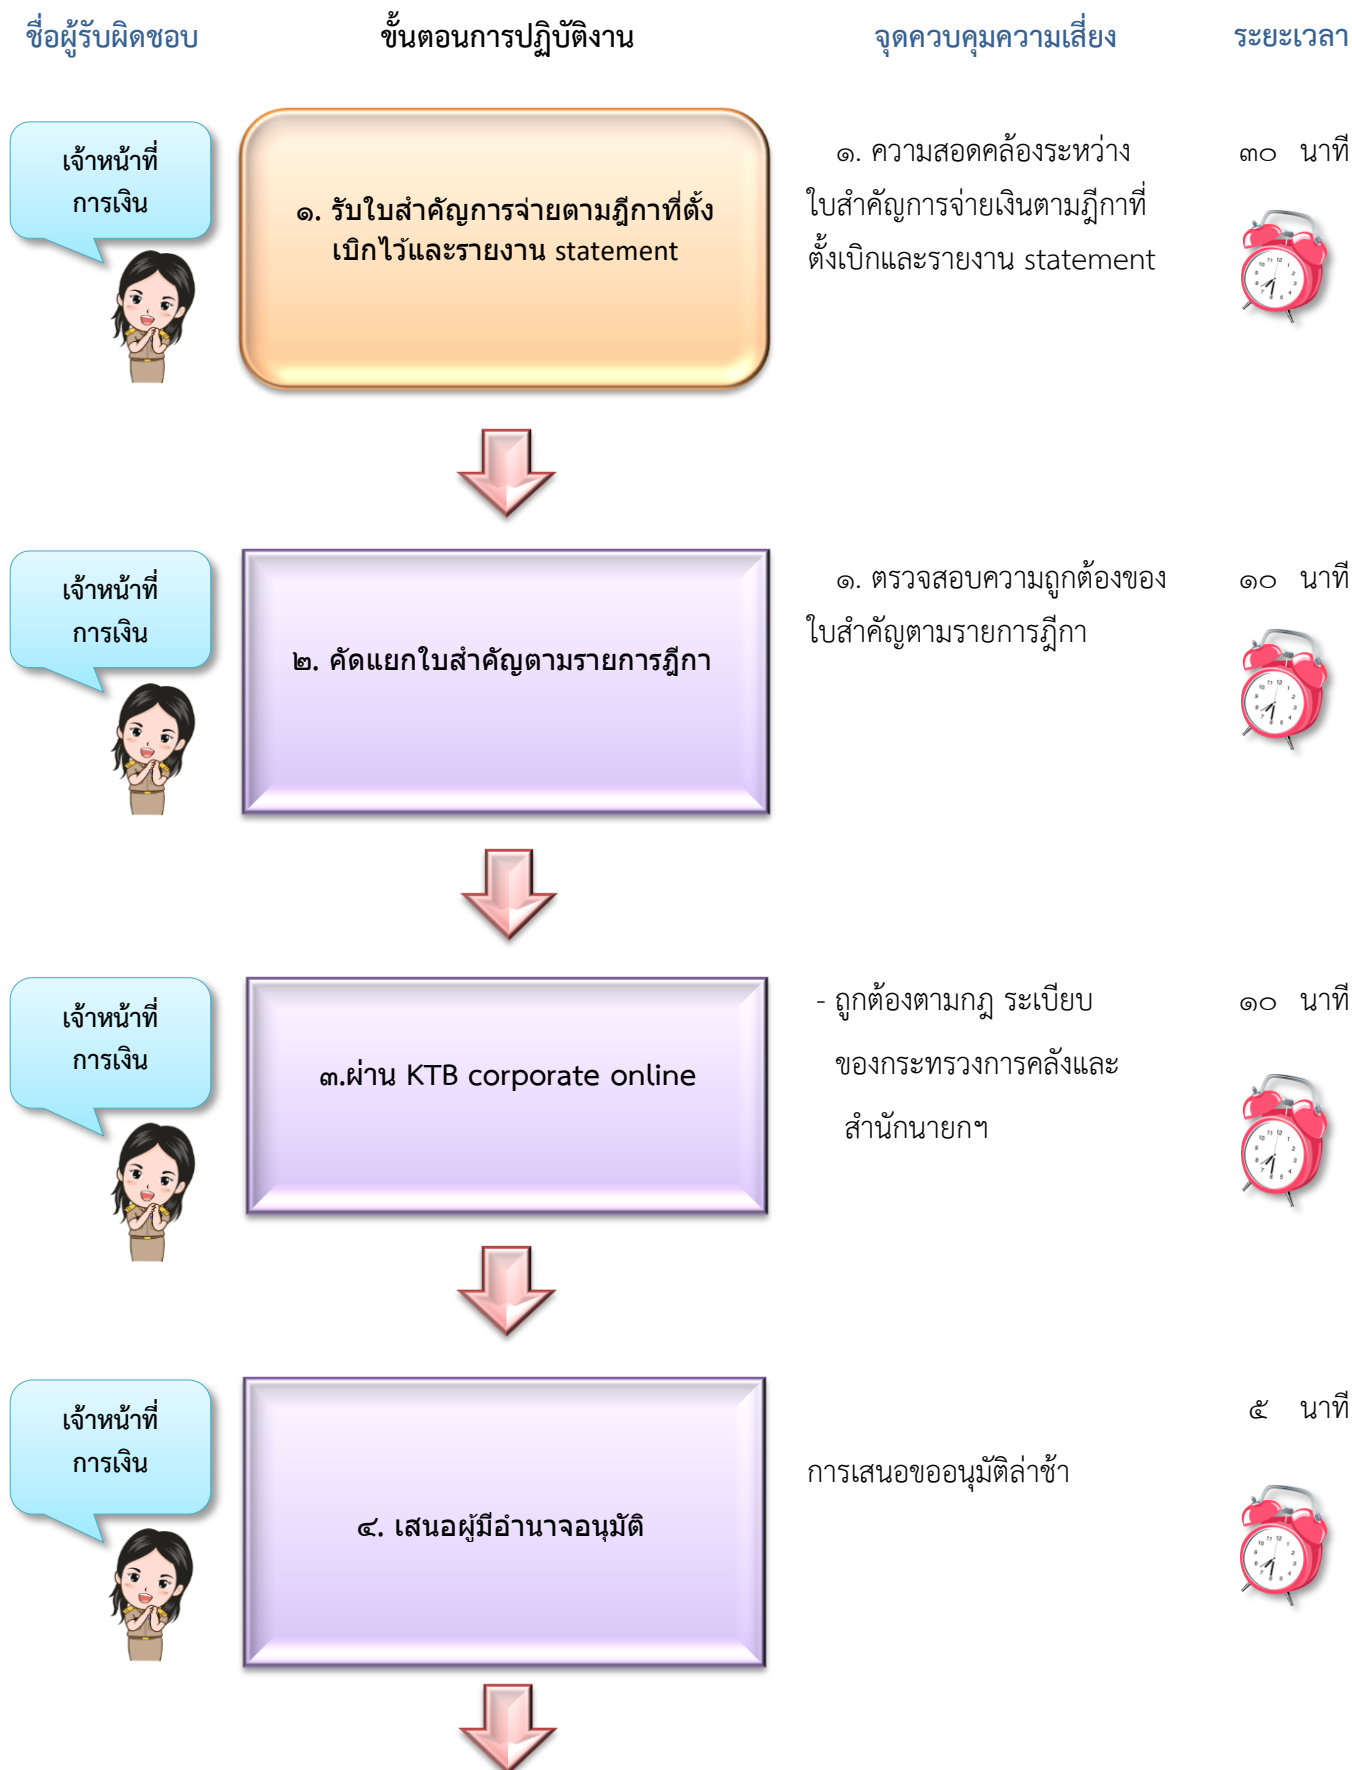 ชื่อผู้รับผิดชอบ ขั้นตอนการปฏิบัติงาน จุดควบคุมความเสี่ยง ระยะเวลา
เจ้าหน้าที่
การเงิน
๑. รับใบสำคัญการจ่ายตามฎีกาที่ตั้ง
เบิกไว้และรายงาน statement
๑. ความสอดคล้องระหว่าง
ใบสำคัญการจ่ายเงินตามฎีกาที่
ตั้งเบิกและรายงาน statement
๓๐ นาที
เจ้าหน้าที่
การเงิน
๒. คัดแยกใบสำคัญตามรายการฎีกา
๑. ตรวจสอบความถูกต้องของ
ใบสำคัญตามรายการฎีกา
๑๐ นาที
เจ้าหน้าที่
การเงิน
๓.ผ่าน KTB corporate online
- ถูกต้องตามกฎ ระเบียบ
ของกระทรวงการคลังและ
สำนักนายกฯ
๑๐ นาที
เจ้าหน้าที่
การเงิน
๔. เสนอผู้มีอำนาจอนุมัติ
การเสนอขออนุมัติล่าช้า
๕ นาที